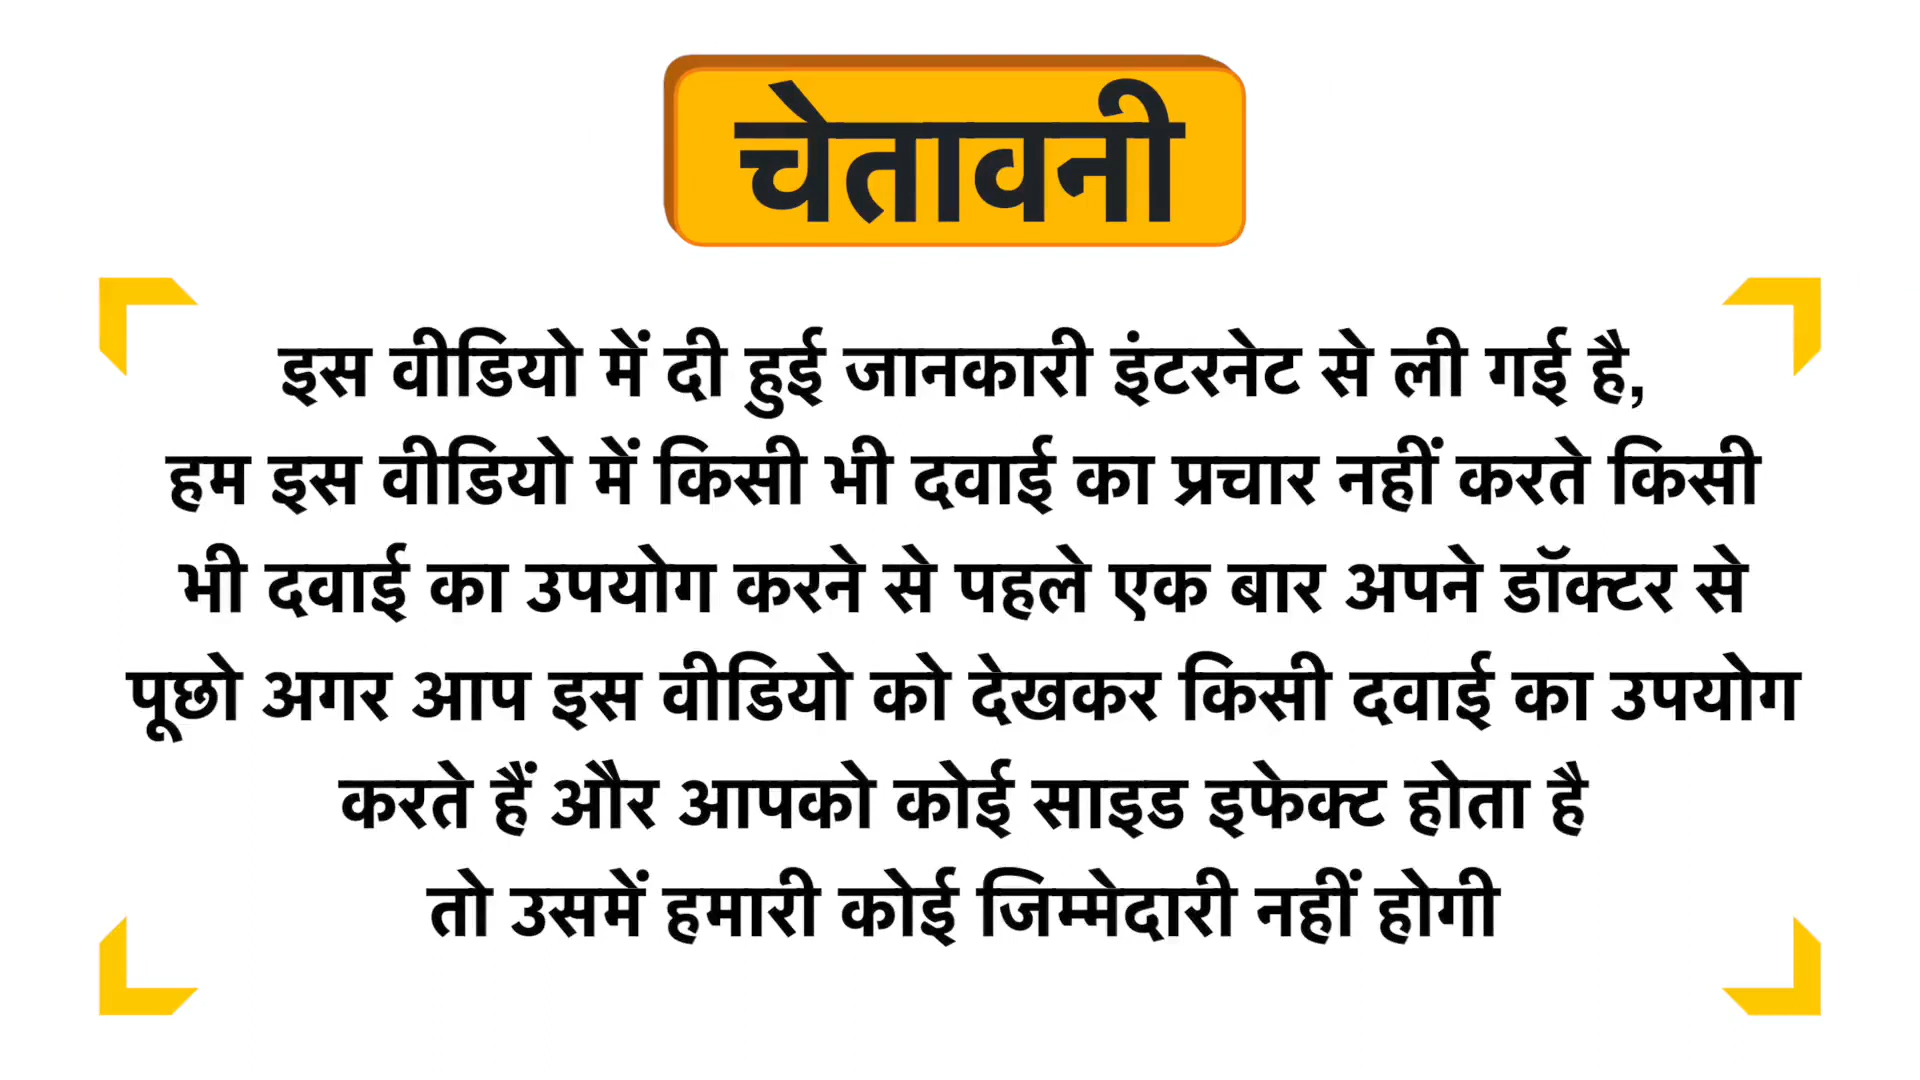 चेतावनी
इस वीडियो में दी हुई जानकारी इंटरनेट से ली गई है,
हम इस वीडियो में किसी भी दवाई का प्रचार नहीं करते किसी
भी दवाई का उपयोग करने से पहले एक बार अपने डॉक्टर से
पूछो अगर आप इस वीडियो को देखकर किसी दवाई का उपयोग
करते हैं और आपको कोई साइड इफेक्ट होता है
तो उसमें हमारी कोई जिम्मेदारी नहीं होगी